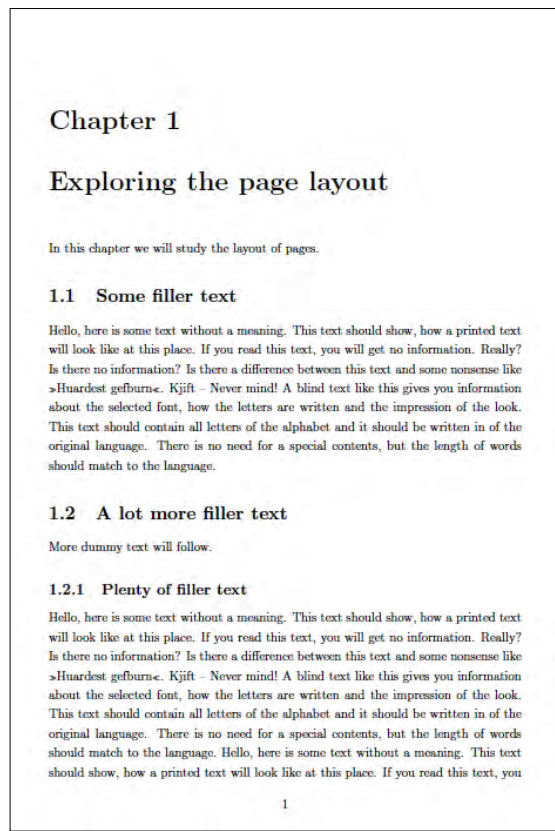 Chapter 1
Exploring the page layout
In this chapter we will study the layout of pages.
1.1 Some filler text
Hello, here is some text without a meaning. This text should show, how a printed text
will look like at this place. If you read this text, you will get no information. Really?
Is there no information? Is there a difference between this text and some nonsense like
»Huardest gefburn«. Kjift – Never mind! A blind text like this gives you information
about the selected font, how the letters are written and the impression of the look.
This text should contain all letters of the alphabet and it should be written in of the
original language. There is no need for a special contents, but the length of words
should match to the language.
1.2 A lot more filler text
More dummy text will follow.
1.2.1 Plenty of filler text
Hello, here is some text without a meaning. This text should show, how a printed text
will look like at this place. If you read this text, you will get no information. Really?
Is there no information? Is there a difference between this text and some nonsense like
»Huardest gefburn«. Kjift – Never mind! A blind text like this gives you information
about the selected font, how the letters are written and the impression of the look.
This text should contain all letters of the alphabet and it should be written in of the
original language. There is no need for a special contents, but the length of words
should match to the language. Hello, here is some text without a meaning. This text
should show, how a printed text will look like at this place. If you read this text, you
1